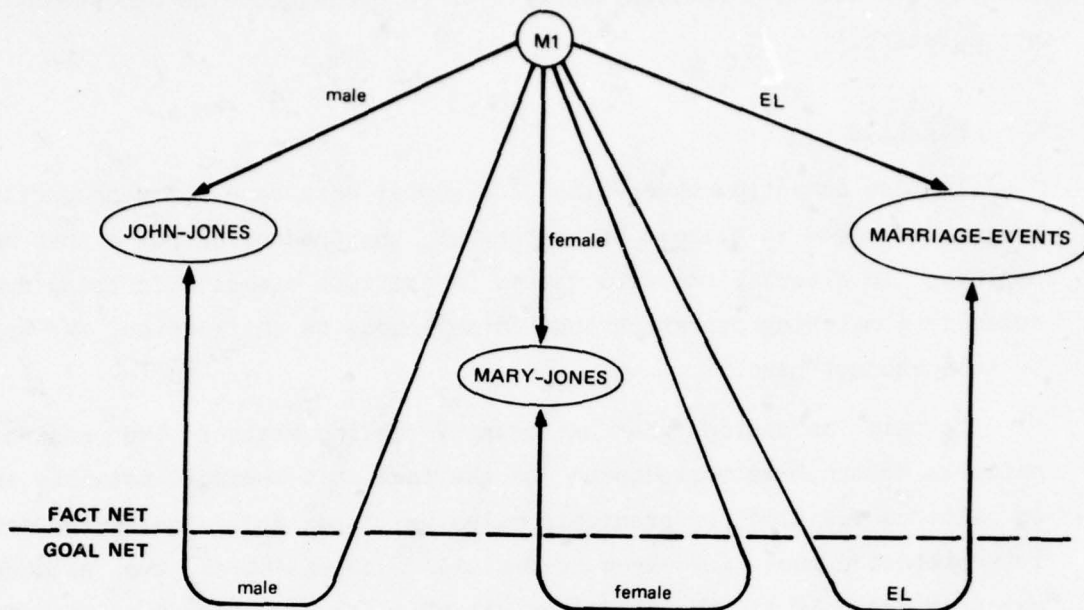 M1
male
EL
JOHN-JONES
female
MARRIAGE-EVENTS
MARY-JONES
FACT NET
GOAL NET
male
female
EL